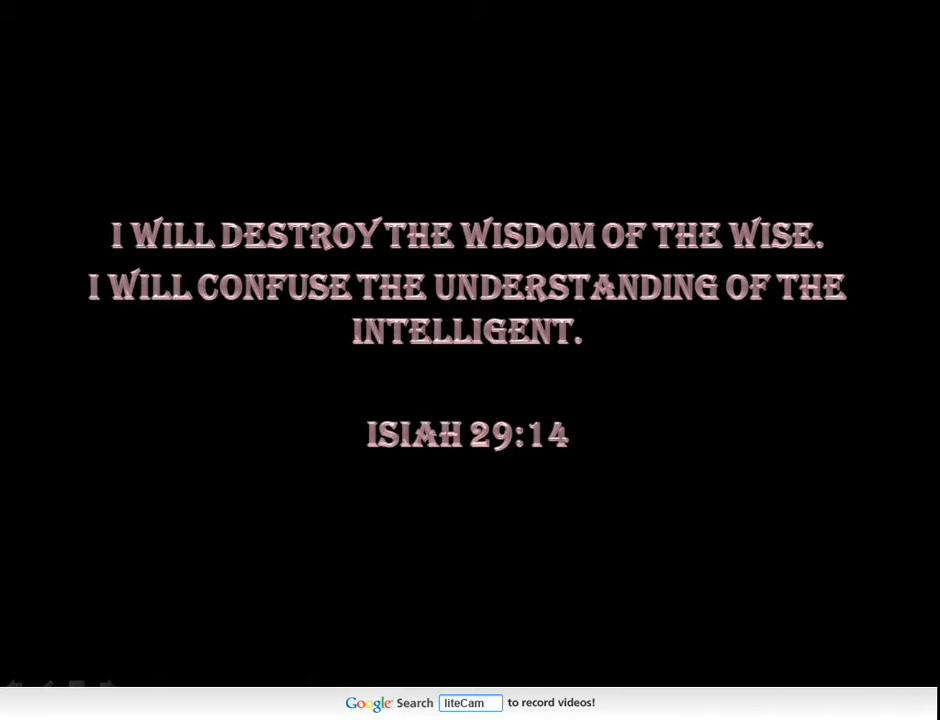 I WILL DESTROY THE WISDOM OF THE WISE.
I WILL CONFUSE THE UNDERSTANDING OF THE
INTELLIGENT.
ISIAH 29:14
Google Search liteCam to record videos!